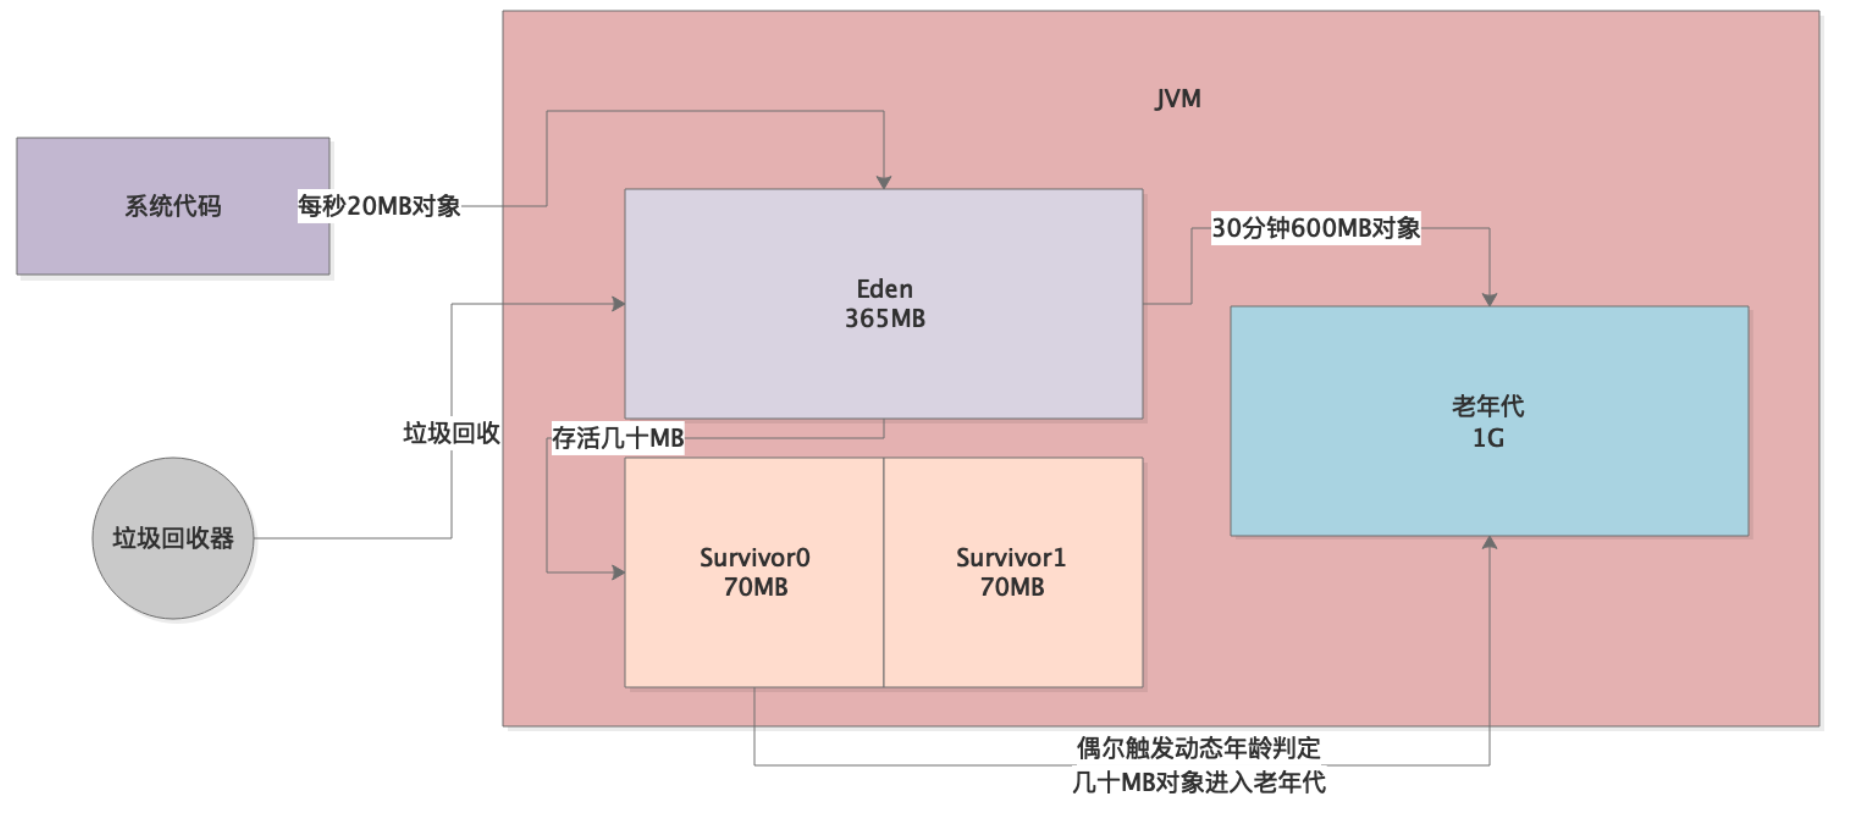 JVM
系统代码
每秒20MB对象
30分钟600MB对象
Eden
365MB
老年代
1G
垃圾回收
存活几十MB
垃圾回收器
Survivor0
70MB
Survivor1
70MB
偶尔触发动态年龄判定
几十MB对象进入老年代